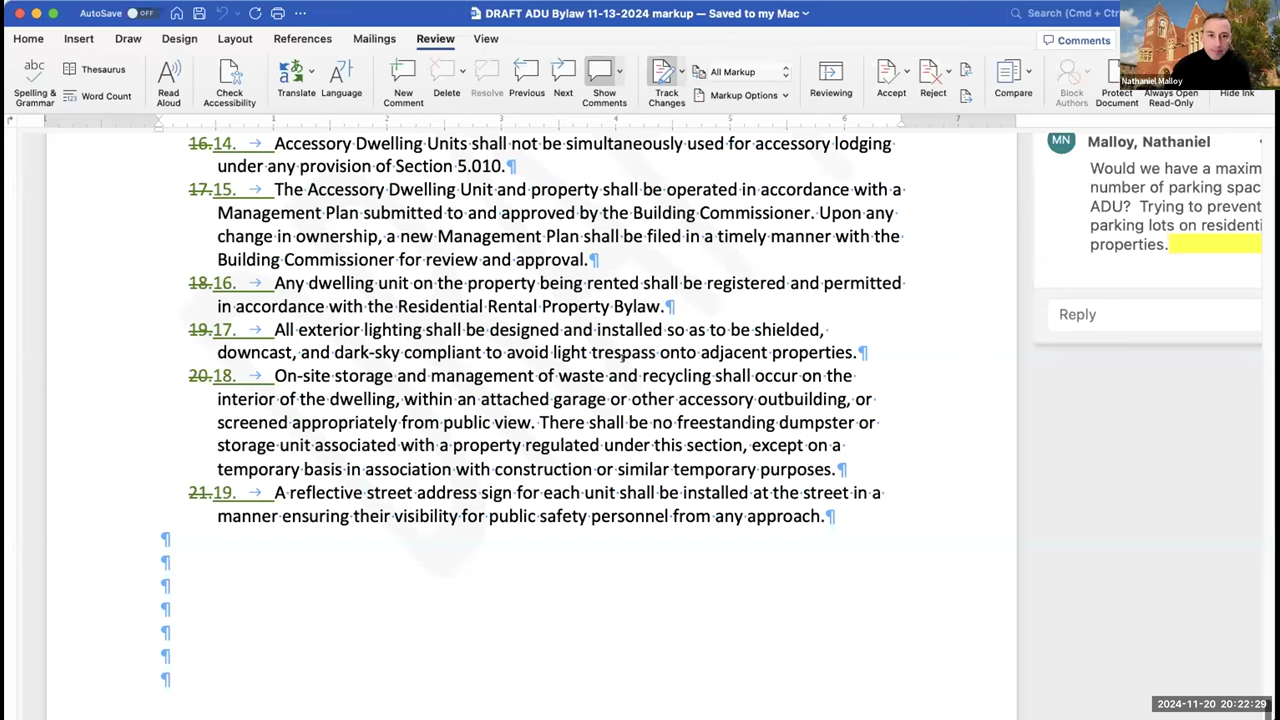 AutoSave OFF
DRAFT ADU Bylaw 11-13-2024 markup — Saved to my Mac
Search (Cmd + Ctr
Home Insert Draw Design Layout References Mailings Review View
Comments
Nathaniel Malloy
abc
Spelling & Grammar
Thesaurus
Word Count
Read Aloud
Check Accessibility
Translate
Language
New Comment
Delete
Resolve
Previous
Next
Show Comments
Track Changes
All Markup
Markup Options
Reviewing
Accept
Reject
Compare
Block Authors
Protect Document
Always Open Read-Only
Hide Ink
1 1 2 3 4 5 6 7
16.14. → Accessory Dwelling Units shall not be simultaneously used for accessory lodging
under any provision of Section 5.010.¶
17.15. → The Accessory Dwelling Unit and property shall be operated in accordance with a
Management Plan submitted to and approved by the Building Commissioner. Upon any
change in ownership, a new Management Plan shall be filed in a timely manner with the
Building Commissioner for review and approval.¶
18.16. → Any dwelling unit on the property being rented shall be registered and permitted
in accordance with the Residential Rental Property Bylaw.¶
19.17. → All exterior lighting shall be designed and installed so as to be shielded,
downcast, and dark-sky compliant to avoid light trespass onto adjacent properties.¶
20.18. → On-site storage and management of waste and recycling shall occur on the
interior of the dwelling, within an attached garage or other accessory outbuilding, or
screened appropriately from public view. There shall be no freestanding dumpster or
storage unit associated with a property regulated under this section, except on a
temporary basis in association with construction or similar temporary purposes.¶
21.19. → A reflective street address sign for each unit shall be installed at the street in a
manner ensuring their visibility for public safety personnel from any approach.¶
¶
¶
¶
¶
¶
¶
¶
MN Malloy, Nathaniel
Would we have a maxim
number of parking spac
ADU? Trying to prevent
parking lots on residenti
properties.
Reply
2024-11-20 20:22:29